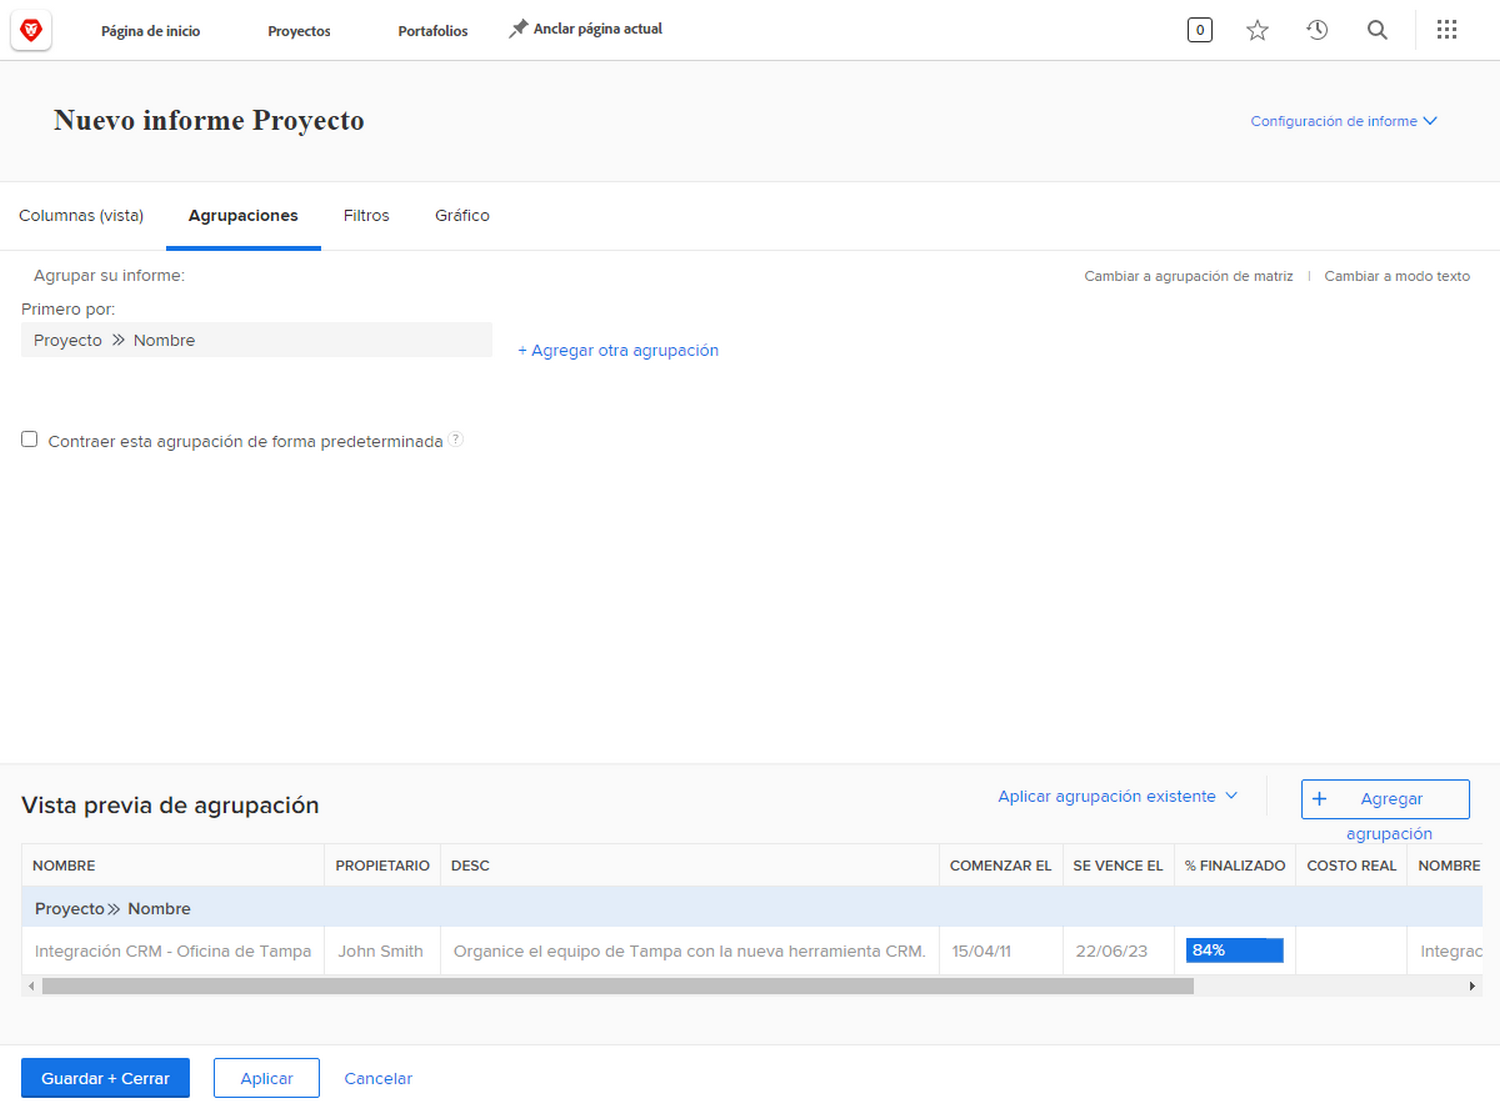 Página de inicio
Proyectos
Portafolios
Anclar página actual
0
Nuevo informe Proyecto
Configuración de informe
Columnas (vista)
Agrupaciones
Filtros
Gráfico
Agrupar su informe:
Cambiar a agrupación de matriz | Cambiar a modo texto
Primero por:
Proyecto » Nombre
+ Agregar otra agrupación
Contraer esta agrupación de forma predeterminada ?
Vista previa de agrupación
Aplicar agrupación existente
+ Agregar
agrupación
NOMBRE PROPIETARIO DESC COMENZAR EL SE VENCE EL % FINALIZADO COSTO REAL NOMBRE
Proyecto » Nombre
Integración CRM - Oficina de Tampa John Smith Organice el equipo de Tampa con la nueva herramienta CRM. 15/04/11 22/06/23 84% Integrac
Guardar + Cerrar
Aplicar
Cancelar